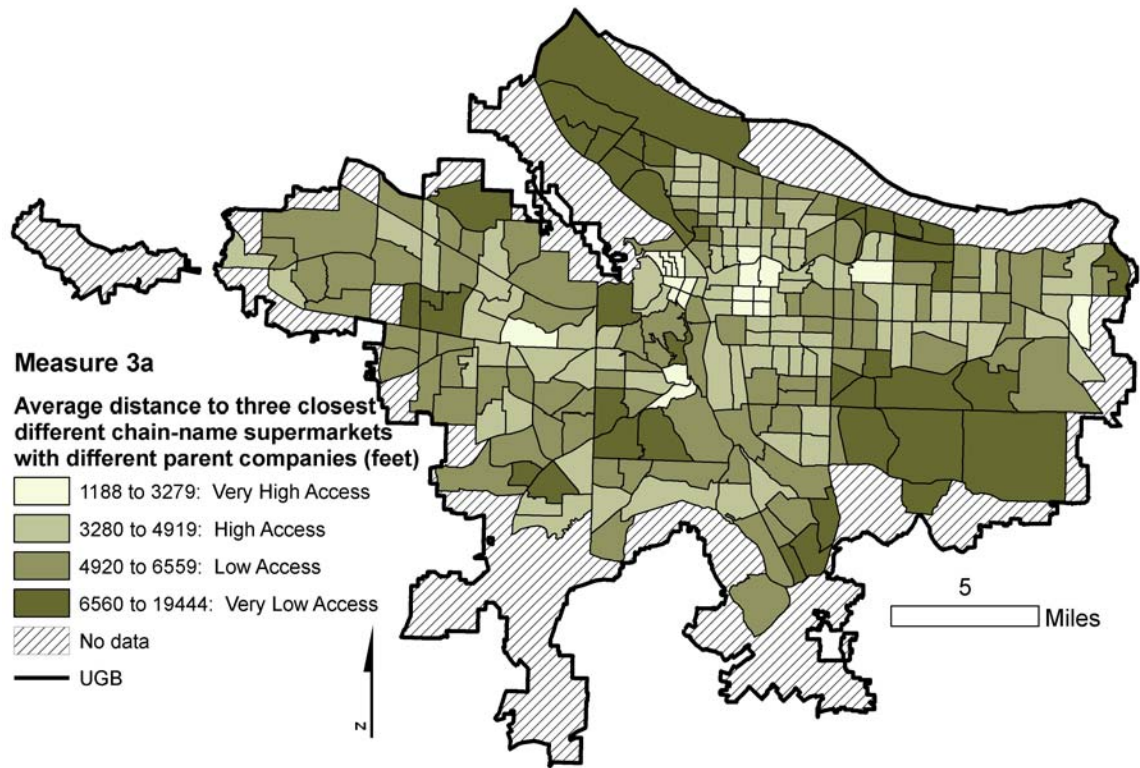 Measure 3a
Average distance to three closest
different chain-name supermarkets
with different parent companies (feet)
1188 to 3279: Very High Access
3280 to 4919: High Access
4920 to 6559: Low Access
6560 to 19444: Very Low Access
No data
UGB
N
5
Miles